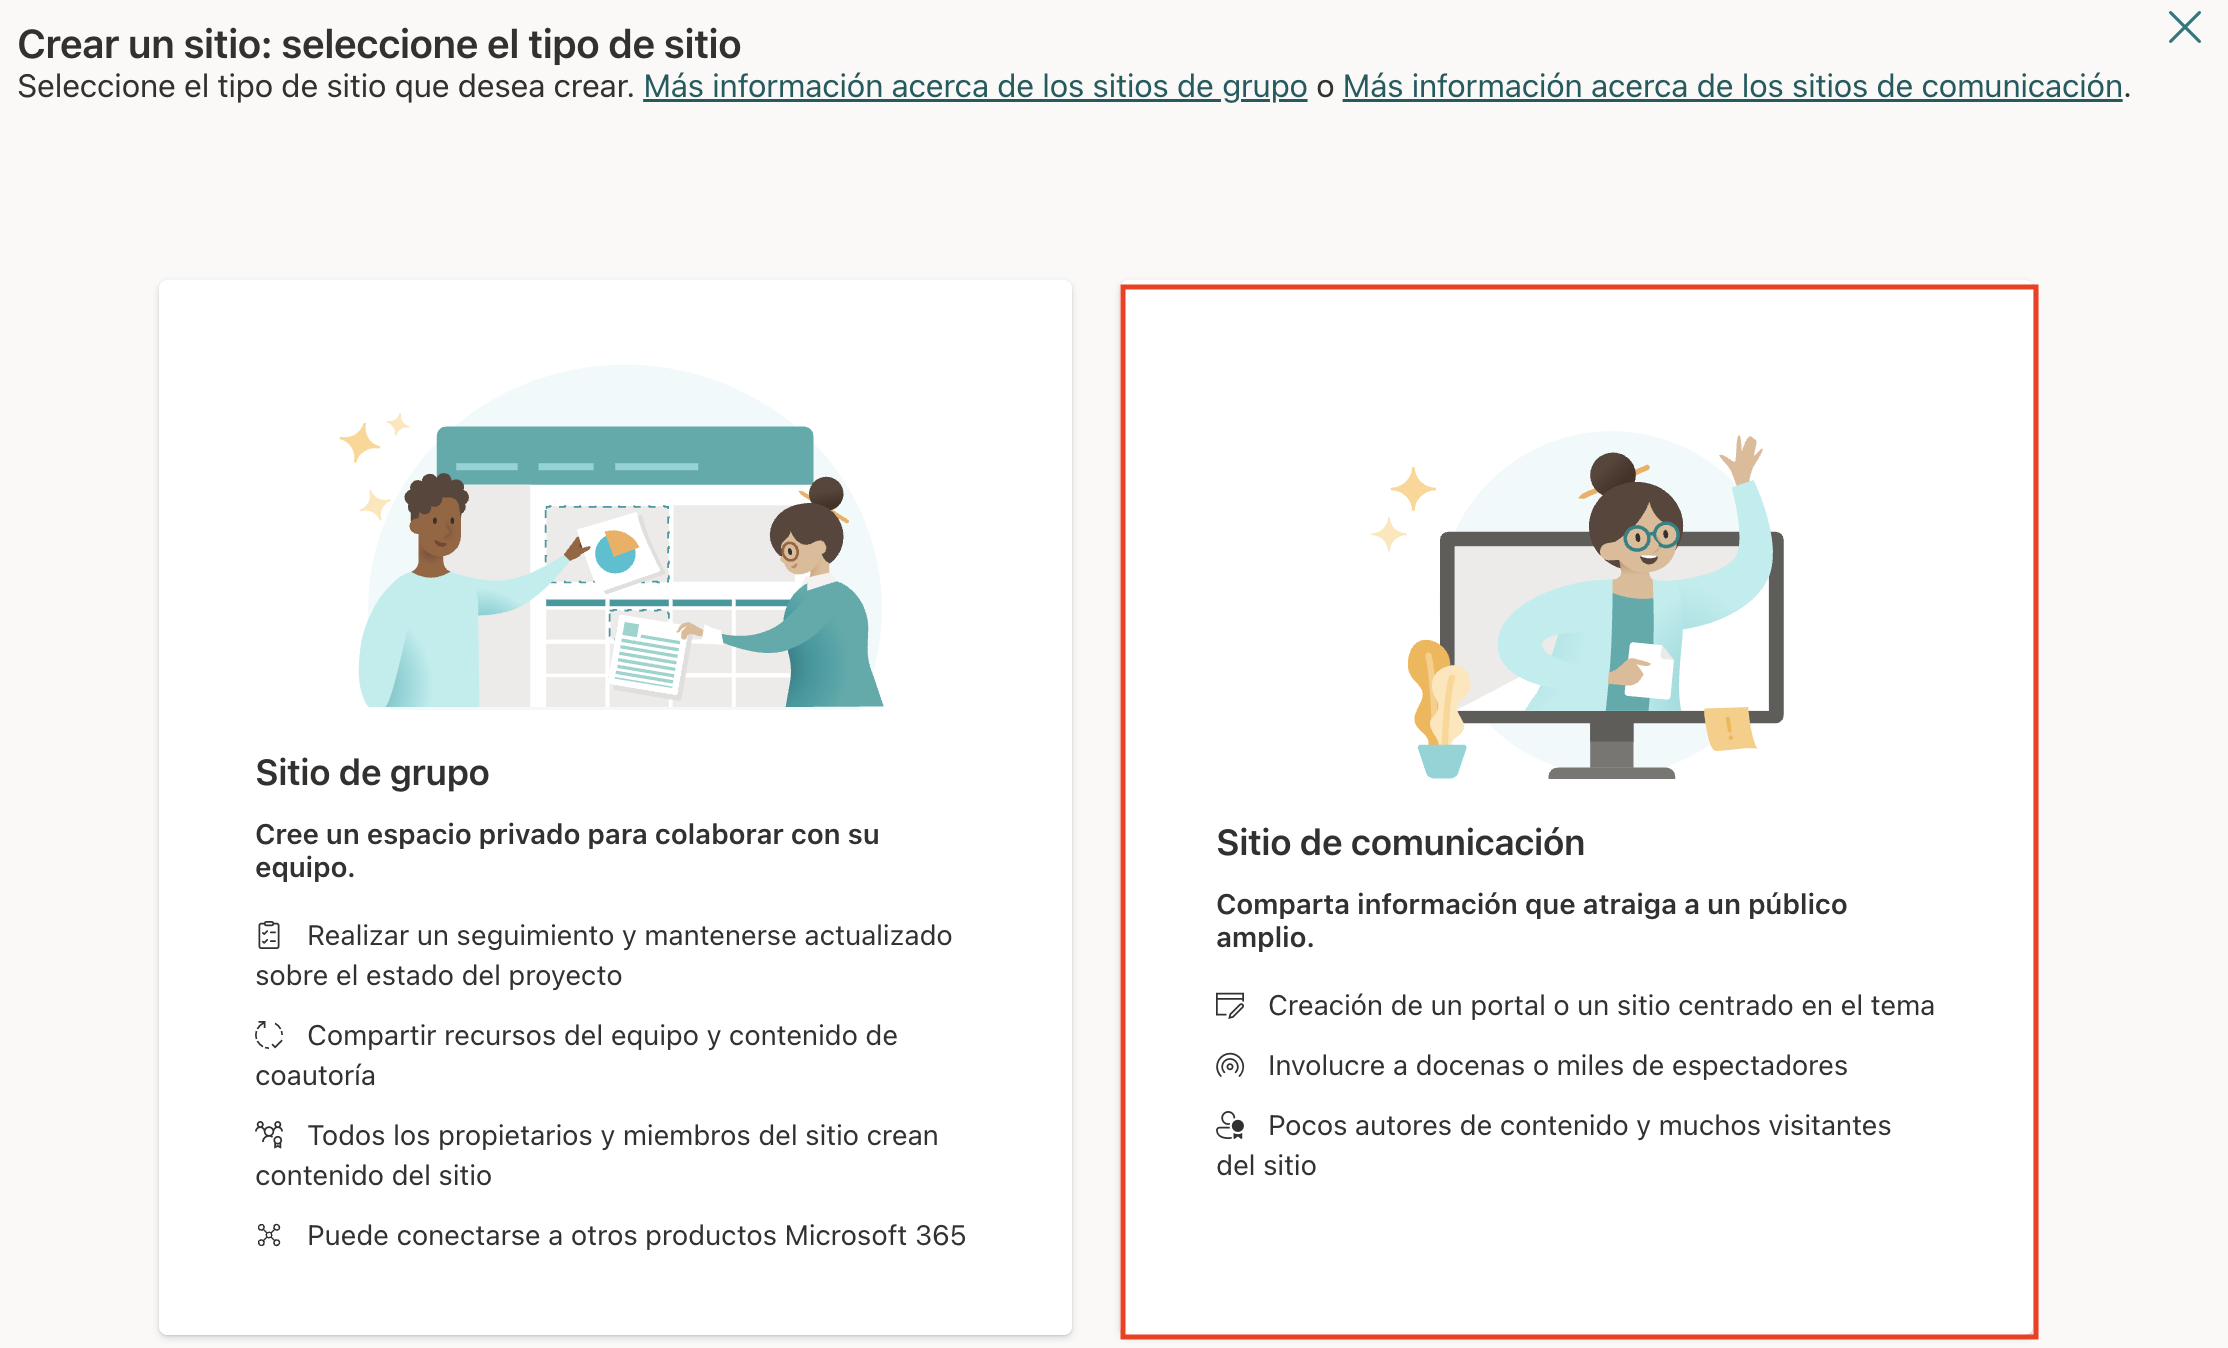 Crear un sitio: seleccione el tipo de sitio
Seleccione el tipo de sitio que desea crear. Más información acerca de los sitios de grupo o Más información acerca de los sitios de comunicación.
Sitio de grupo
Cree un espacio privado para colaborar con su
equipo.
Realizar un seguimiento y mantenerse actualizado
sobre el estado del proyecto
Compartir recursos del equipo y contenido de
coautoría
Todos los propietarios y miembros del sitio crean
contenido del sitio
Puede conectarse a otros productos Microsoft 365
Sitio de comunicación
Comparta información que atraiga a un público
amplio.
Creación de un portal o un sitio centrado en el tema
Involucre a docenas o miles de espectadores
Pocos autores de contenido y muchos visitantes
del sitio